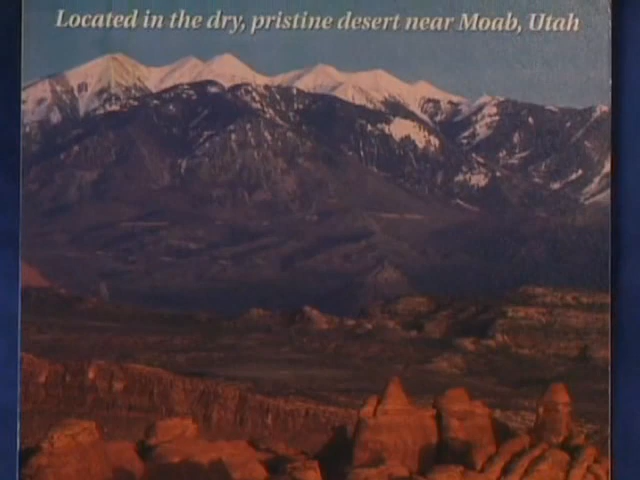 Located in the dry, pristine desert near Moab, Utah